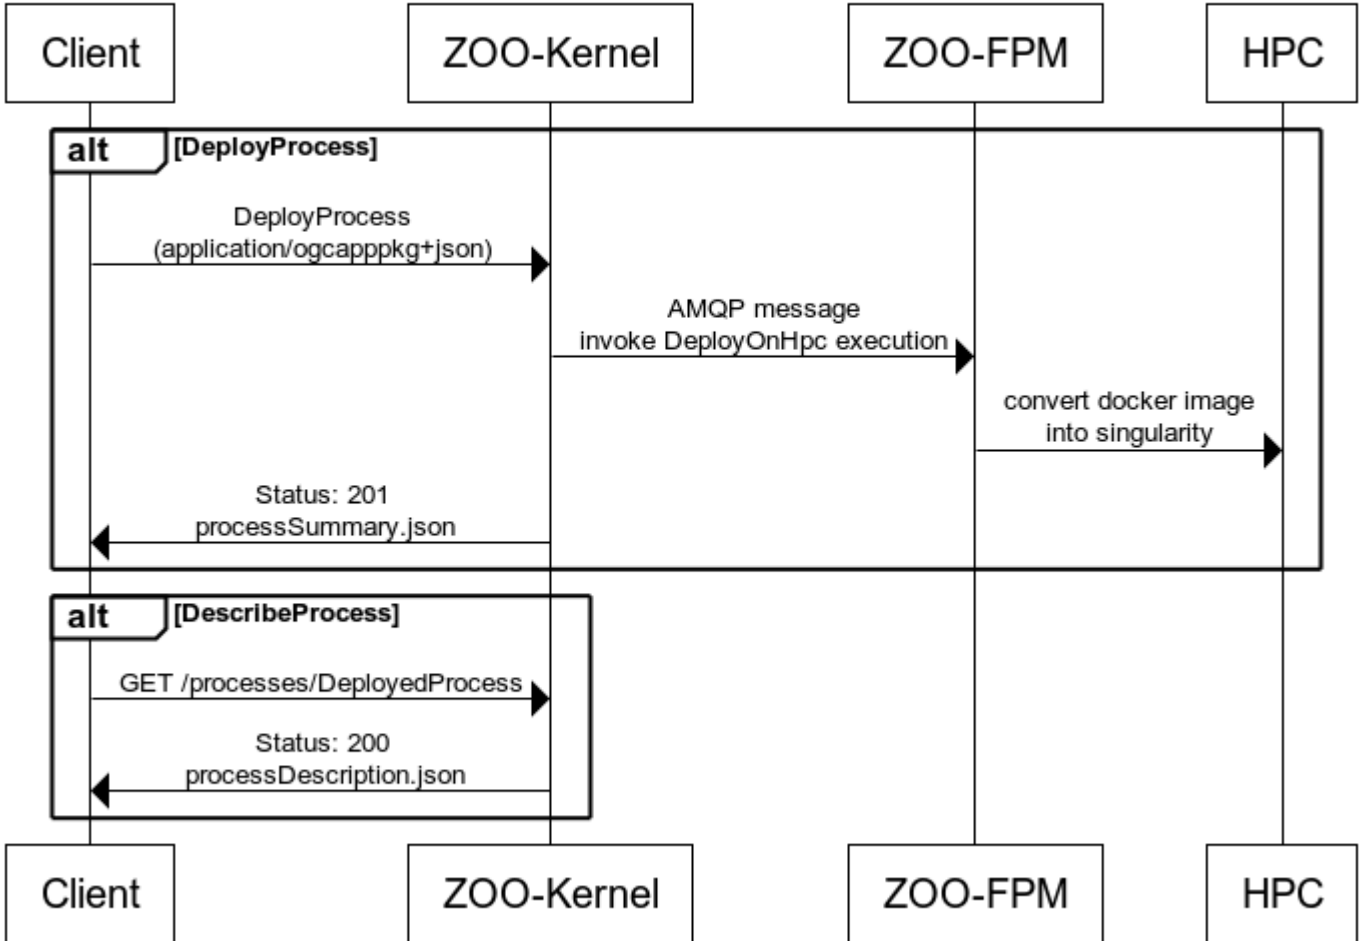 Client
ZOO-Kernel
ZOO-FPM
HPC
alt
[DeployProcess]
DeployProcess
(application/ogcapppkg+json)
AMQP message
invoke DeployOnHpc execution
convert docker image
into singularity
Status: 201
processSummary.json
alt
[DescribeProcess]
GET /processes/DeployedProcess
Status: 200
processDescription.json
Client
ZOO-Kernel
ZOO-FPM
HPC